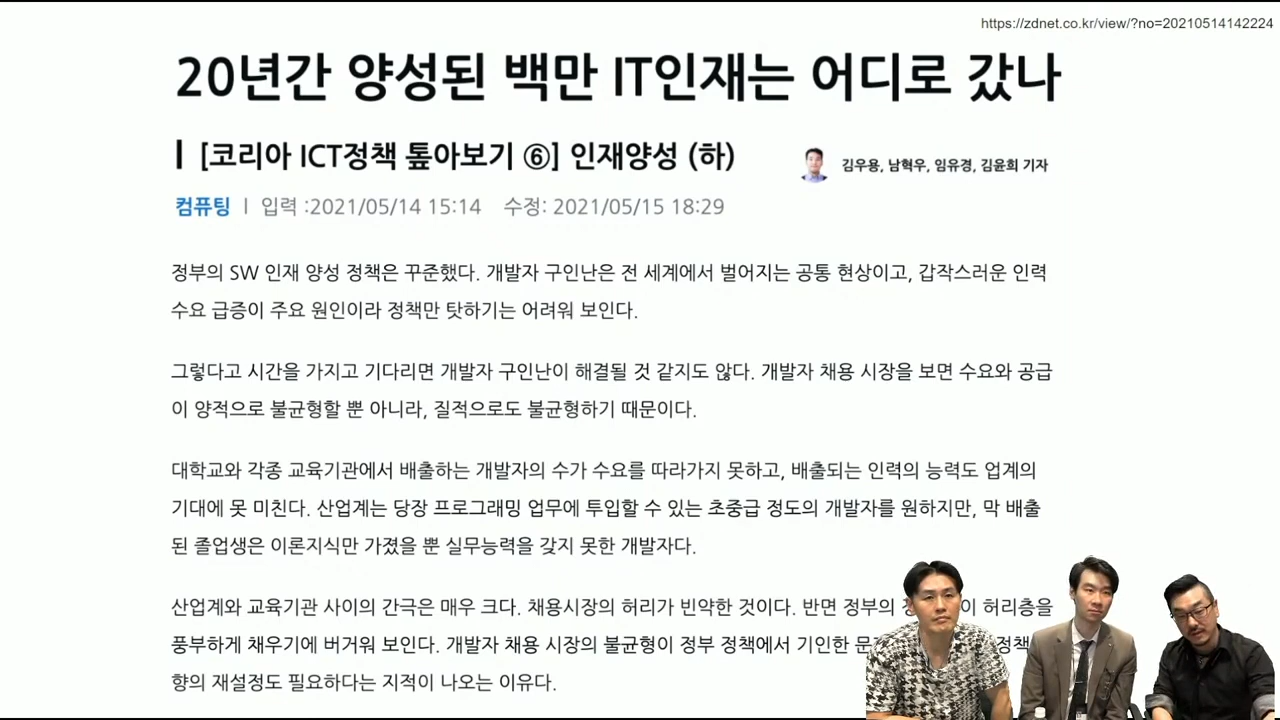 https://zdnet.co.kr/view/?no=20210514142224
20년간 양성된 백만 IT인재는 어디로 갔나
[코리아 ICT정책 톺아보기 ⑥] 인재양성 (하)
김우용, 남혁우, 임유경, 김윤희 기자
컴퓨팅 | 입력 :2021/05/14 15:14 수정: 2021/05/15 18:29
정부의 SW 인재 양성 정책은 꾸준했다. 개발자 구인난은 전 세계에서 벌어지는 공통 현상이고, 갑작스러운 인력
수요 급증이 주요 원인이라 정책만 탓하기는 어려워 보인다.
그렇다고 시간을 가지고 기다리면 개발자 구인난이 해결될 것 같지도 않다. 개발자 채용 시장을 보면 수요와 공급
이 양적으로 불균형할 뿐 아니라, 질적으로도 불균형하기 때문이다.
대학교와 각종 교육기관에서 배출하는 개발자의 수가 수요를 따라가지 못하고, 배출되는 인력의 능력도 업계의
기대에 못 미친다. 산업계는 당장 프로그래밍 업무에 투입할 수 있는 초중급 정도의 개발자를 원하지만, 막 배출
된 졸업생은 이론지식만 가졌을 뿐 실무능력을 갖지 못한 개발자다.
산업계와 교육기관 사이의 간극은 매우 크다. 채용시장의 허리가 빈약한 것이다. 반면 정부의 이 허리층을
풍부하게 채우기에 버거워 보인다. 개발자 채용 시장의 불균형이 정부 정책에서 기인한 정책
향의 재설정도 필요하다는 지적이 나오는 이유다.